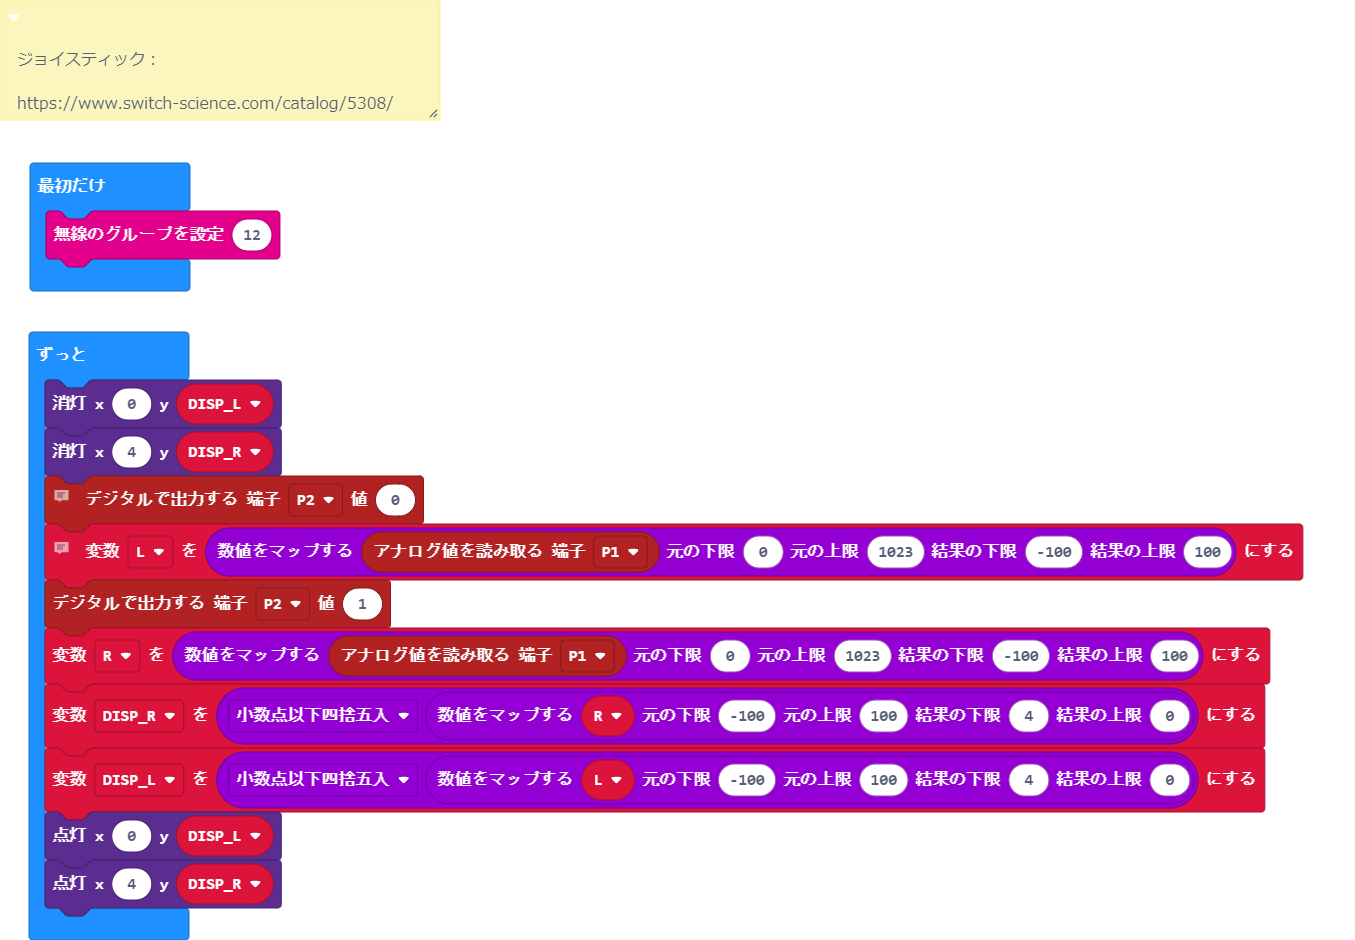 ジョイスティック：
https://www.switch-science.com/catalog/5308/
最初だけ
無線のグループを設定 12
ずっと
消灯 x 0 y DISP_L
消灯 x 4 y DISP_R
デジタルで出力する 端子 P2 値 0
変数 L を 数値をマップする アナログ値を読み取る 端子 P1 元の下限 0 元の上限 1023 結果の下限 -100 結果の上限 100 にする
デジタルで出力する 端子 P2 値 1
変数 R を 数値をマップする アナログ値を読み取る 端子 P1 元の下限 0 元の上限 1023 結果の下限 -100 結果の上限 100 にする
変数 DISP_R を 小数点以下四捨五入 数値をマップする R 元の下限 -100 元の上限 100 結果の下限 4 結果の上限 0 にする
変数 DISP_L を 小数点以下四捨五入 数値をマップする L 元の下限 -100 元の上限 100 結果の下限 4 結果の上限 0 にする
点灯 x 0 y DISP_L
点灯 x 4 y DISP_R